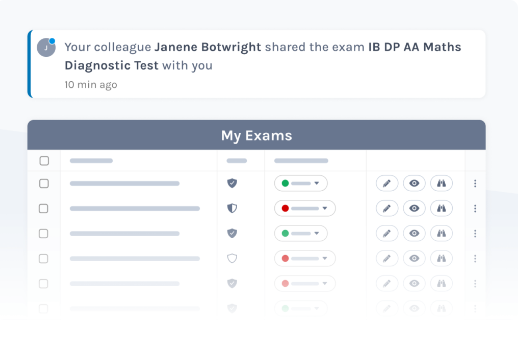 J
Your colleague Janene Botwright shared the exam IB DP AA Maths
Diagnostic Test with you
10 min ago
My Exams